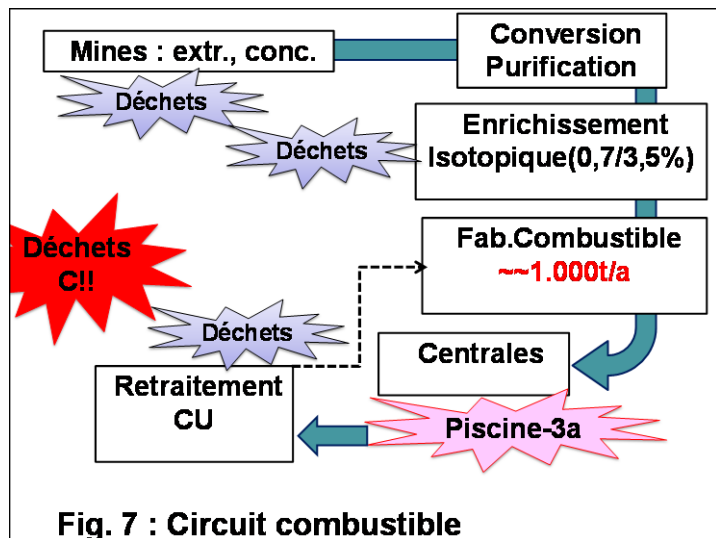 Mines : extr., conc.
Conversion
Purification
Déchets
Déchets
Enrichissement
Isotopique(0,7/3,5%)
Déchets
C!!
Fab.Combustible
~~1.000t/a
Déchets
Centrales
Retraitement
CU
Piscine-3a
Fig. 7 : Circuit combustible